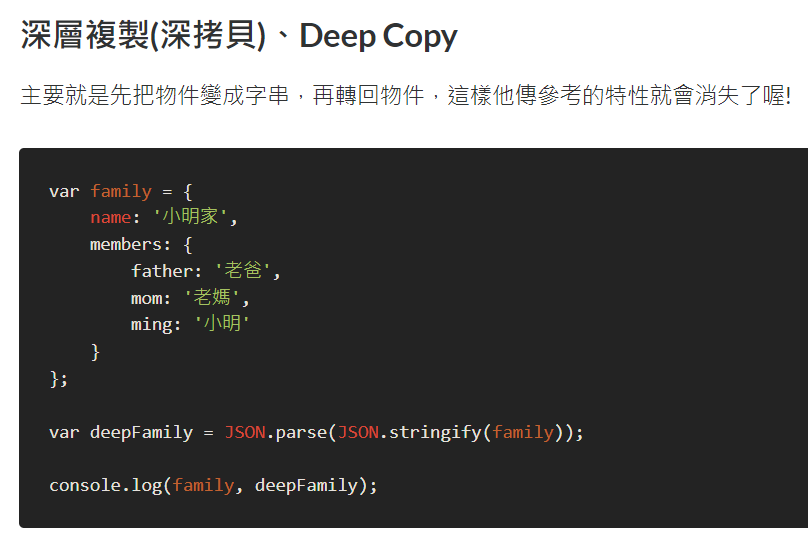 深層複製(深拷貝)、Deep Copy
主要就是先把物件變成字串，再轉回物件，這樣他傳參考的特性就會消失了喔!
var family = {
    name: '小明家',
    members: {
        father: '老爸',
        mom: '老媽',
        ming: '小明'
    }
};
var deepFamily = JSON.parse(JSON.stringify(family));
console.log(family, deepFamily);